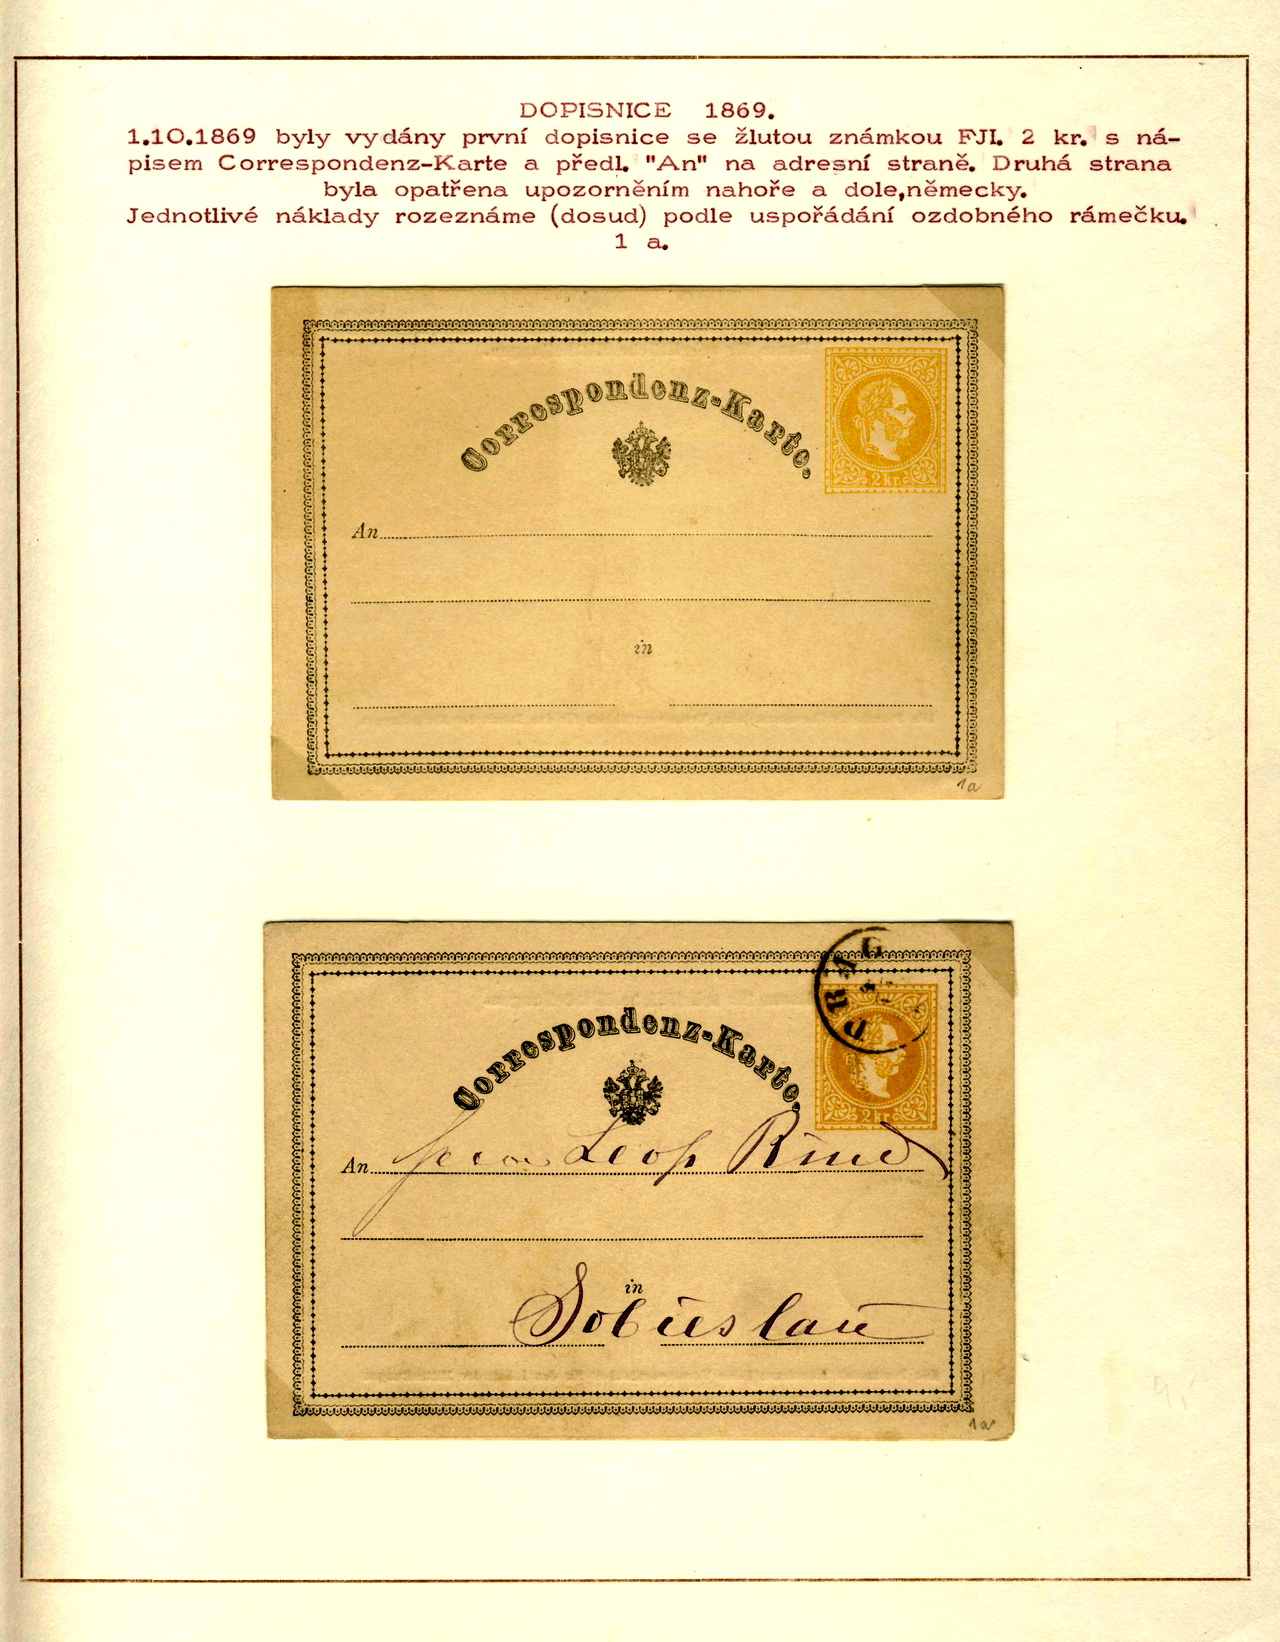 DOPISNICE 1869.
1.10.1869 byly vydány první dopisnice se žlutou známkou FJI. 2 kr. s ná-
pisem Correspondenz-Karte a předl. "An" na adresní straně. Druhá strana
byla opatřena upozorněním nahoře a dole,německy.
Jednotlivé náklady rozeznáme (dosud) podle uspořádání ozdobného rámečku.
1 a.
Correspondenz-Karte.
2 kr.
An
in
1a
PRAG
Correspondenz-Karte.
2 kr.
An Leop
in
Sobieslau
1a